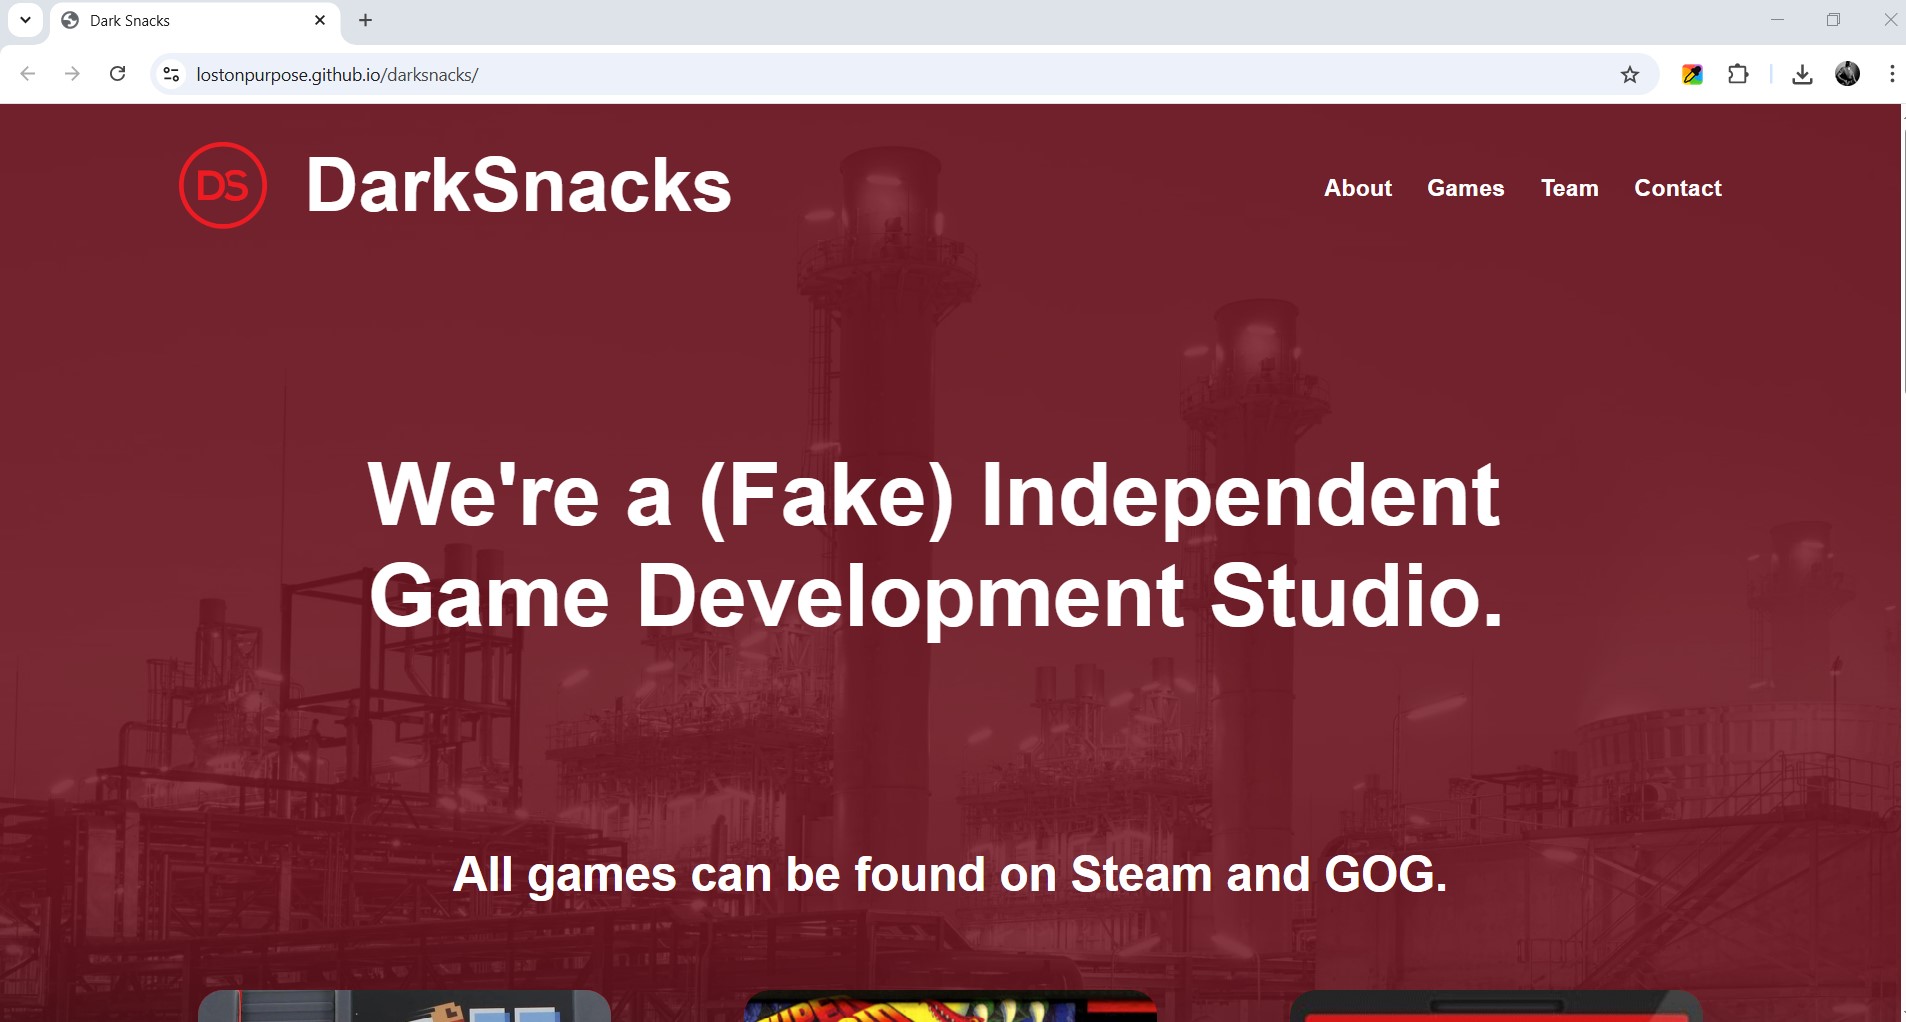 Dark Snacks
lostonpurpose.github.io/darksnacks/
DS
DarkSnacks
About
Games
Team
Contact
We're a (Fake) Independent
Game Development Studio.
All games can be found on Steam and GOG.